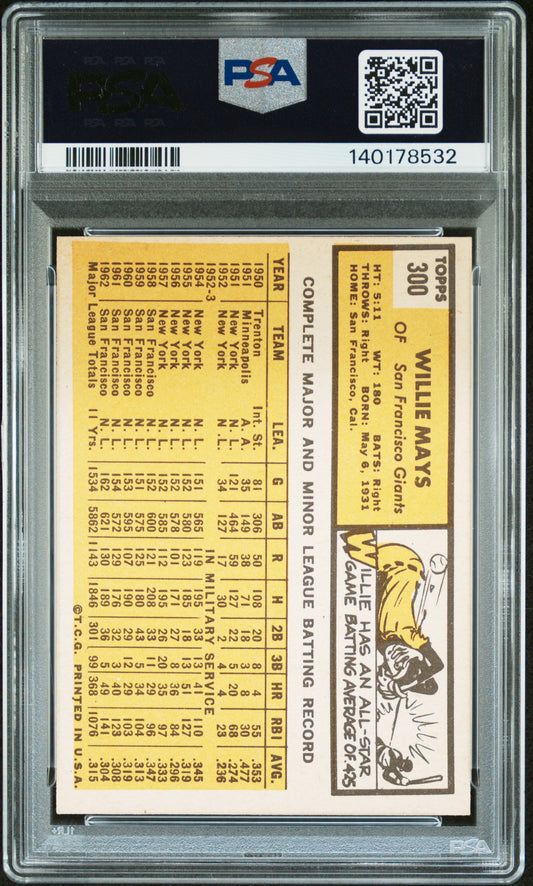 PSA
PSA
140178532
TOPPS
300
WILLIE MAYS
OF San Francisco Giants
HT: 5:11 WT: 180 BATS: Right
THROWS: Right BORN: May 6, 1931
HOME: San Francisco, Cal.
WILLIE HAS AN ALL-STAR
GAME BATTING AVERAGE OF .425
COMPLETE MAJOR AND MINOR LEAGUE BATTING RECORD
YEAR TEAM LEA. G AB R H 2B 3B HR RBI AVG.
1950 Trenton Int. St. 81 306 50 108 20 8 4 55 .353
1951 Minneapolis A. A. 35 149 38 71 18 3 8 30 .477
1951 New York N. L. 121 464 59 127 22 5 20 68 .274
1952 New York N. L. 34 127 17 30 2 4 4 23 .236
1952-3 IN MILITARY SERVICE
1954 New York N. L. 151 565 119 195 33 13 41 110 .345
1955 New York N. L. 152 580 123 185 18 13 51 127 .319
1956 New York N. L. 152 578 101 171 27 8 36 84 .296
1957 New York N. L. 152 585 112 195 26 20 35 97 .333
1958 San Francisco N. L. 152 600 121 208 33 11 29 96 .347
1959 San Francisco N. L. 151 575 125 180 43 5 34 104 .313
1960 San Francisco N. L. 153 595 107 190 29 12 29 103 .319
1961 San Francisco N. L. 154 572 129 176 32 3 40 123 .308
1962 San Francisco N. L. 162 621 130 189 36 5 49 141 .304
Major League Totals 11 Yrs. 1534 5862 1143 1846 301 99 368 1076 .315
©T.C.G. PRINTED IN U.S.A.
PSA